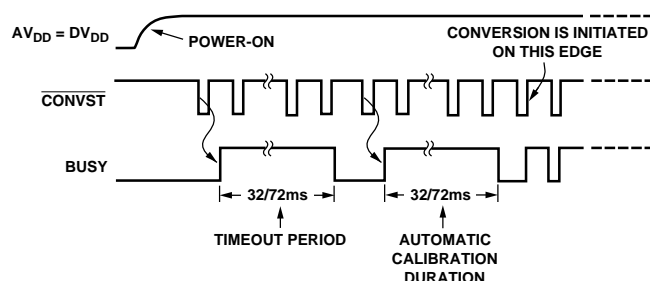 AVDD = DVDD
POWER-ON
CONVERSION IS INITIATED
ON THIS EDGE
CONVST
BUSY
32/72ms
32/72ms
TIMEOUT PERIOD
AUTOMATIC
CALIBRATION
DURATION